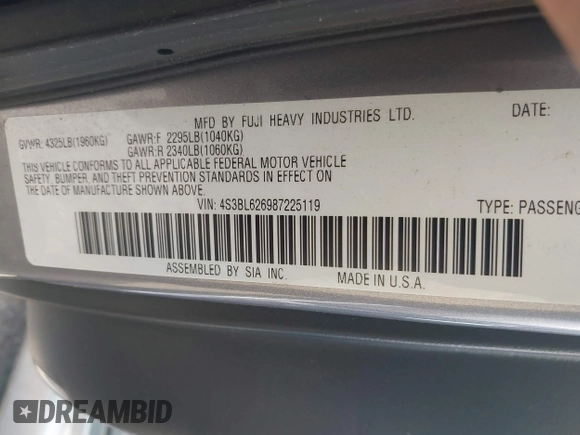 MFD BY FUJI HEAVY INDUSTRIES LTD. DATE:
GVWR: 4325LB(1960KG) GAWR:F 2295LB(1040KG)
GAWR:R 2340LB(1060KG)
THIS VEHICLE CONFORMS TO ALL APPLICABLE FEDERAL MOTOR VEHICLE
SAFETY, BUMPER, AND THEFT PREVENTION STANDARDS IN EFFECT ON
THE DATE OF MANUFACTURE SHOWN ABOVE.
VIN: 4S3BL626987225119 TYPE: PASSENG
ASSEMBLED BY SIA INC. MADE IN U.S.A.
DREAMBID